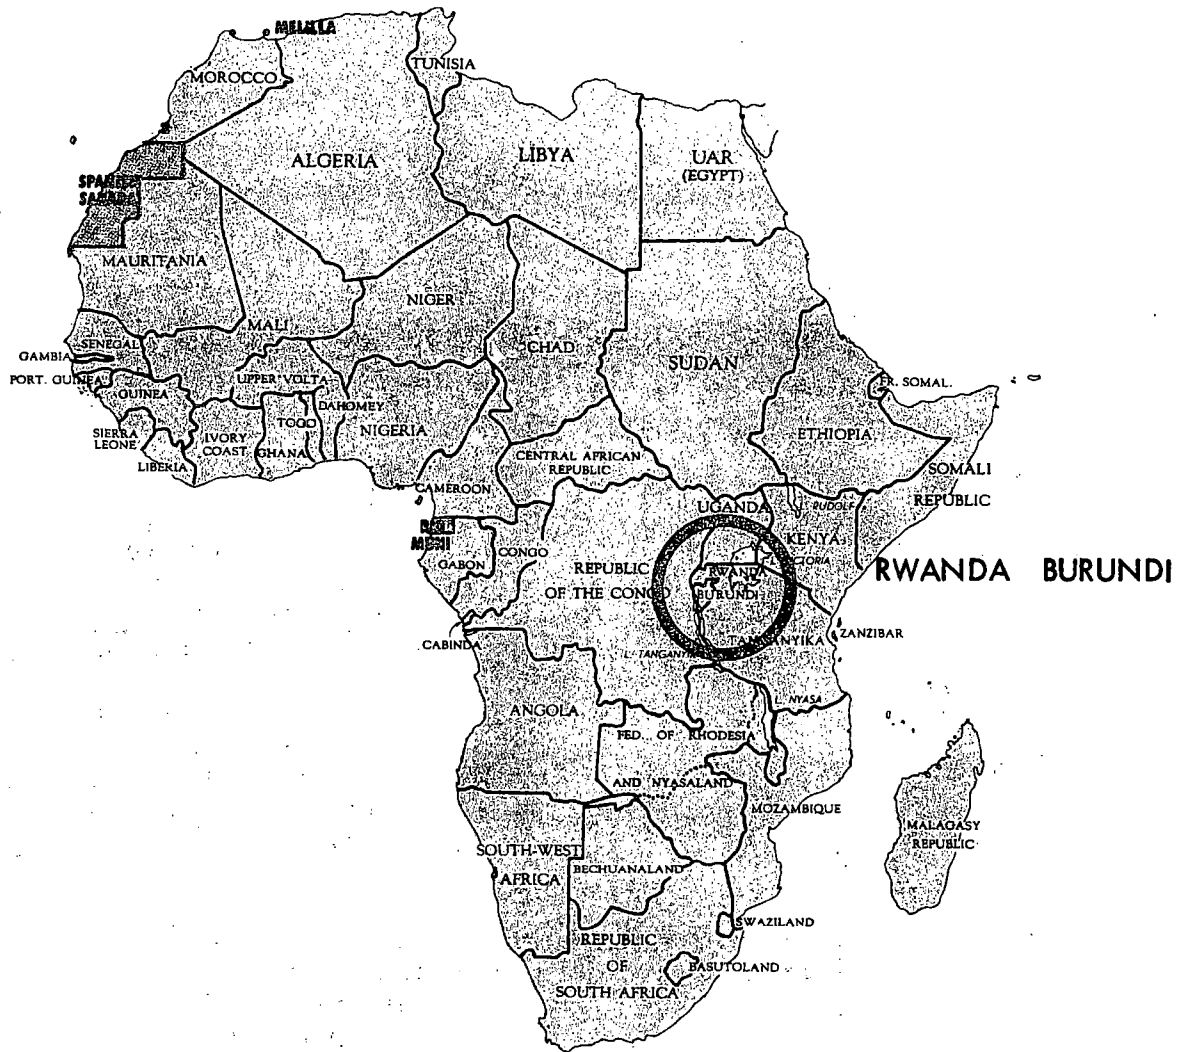 MELILLA
TUNISIA
MOROCCO
ALGERIA
LIBYA
UAR
(EGYPT)
SPANISH
SAHARA
MAURITANIA
NIGER
MALI
CHAD
SUDAN
SENEGAL
GAMBIA
PORT. GUINEA
GUINEA
UPPER VOLTA
DAHOMEY
FR. SOMAL.
SIERRA
LEONE
IVORY
COAST
TOGO
GHANA
NIGERIA
ETHIOPIA
LIBERIA
CENTRAL AFRICAN
REPUBLIC
SOMALI
REPUBLIC
CAMEROON
UGANDA
RUDOLF
KENYA
GABON
CONGO
REPUBLIC
OF THE CONGO
RWANDA
BURUNDI
RWANDA BURUNDI
CABINDA
TANGANYIKA
ZANZIBAR
L. TANGANYIKA
L. NYASA
ANGOLA
FED. OF RHODESIA
AND NYASALAND
MOZAMBIQUE
MALAGASY
REPUBLIC
SOUTH-WEST
AFRICA
BECHUANALAND
SWAZILAND
REPUBLIC
OF
SOUTH AFRICA
BASUTOLAND